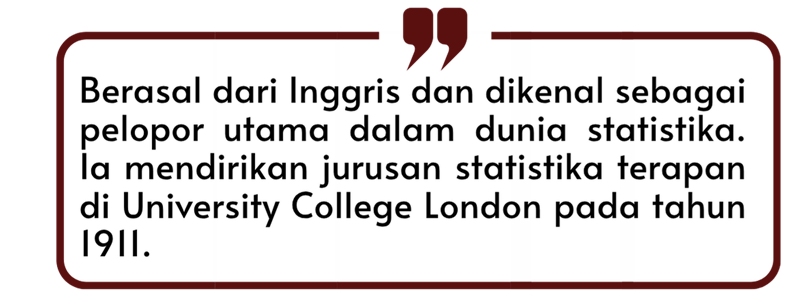 Berasal dari Inggris dan dikenal sebagai
pelopor utama dalam dunia statistika.
Ia mendirikan jurusan statistika terapan
di University College London pada tahun
1911.